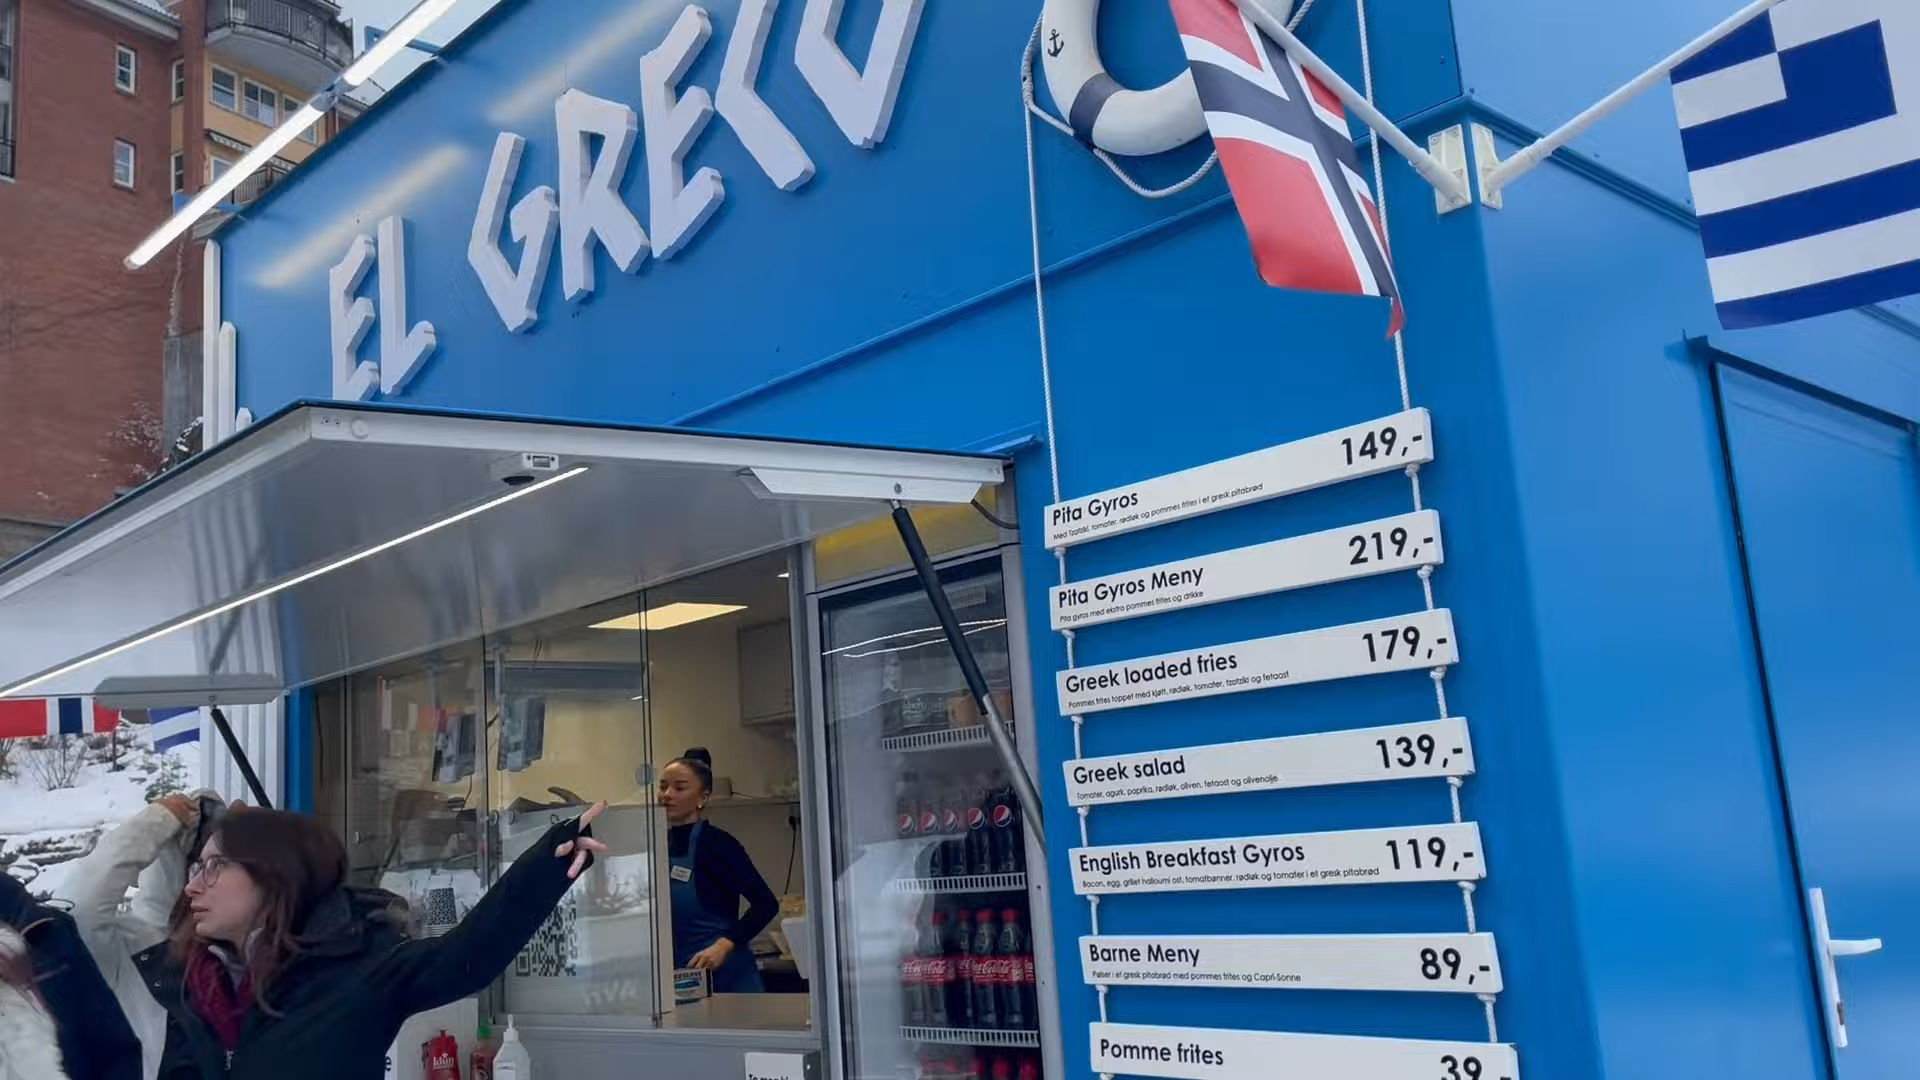 EL GRECO
Pita Gyros 149,-
Med Tzatziki, tomater, rødløk og pommes frites i et gresk pitabrød
Pita Gyros Meny 219,-
Pita gyros med ekstra pommes frites og drikke
Greek loaded fries 179,-
Pommes frites toppet med kjøtt, rødløk, tomater, tzatziki og fetaost
Greek salad 139,-
Tomater, agurk, paprika, rødløk, oliven, fetaost og olivenolje
English Breakfast Gyros 119,-
Bacon, egg, grillet halloumi ost, tomatbønner, rødløk og tomater i et gresk pitabrød
Barne Meny 89,-
Pølser i et gresk pitabrød med pommes frites og Capri-Sonne
Pomme frites 39,-
Coca-Cola
Idun